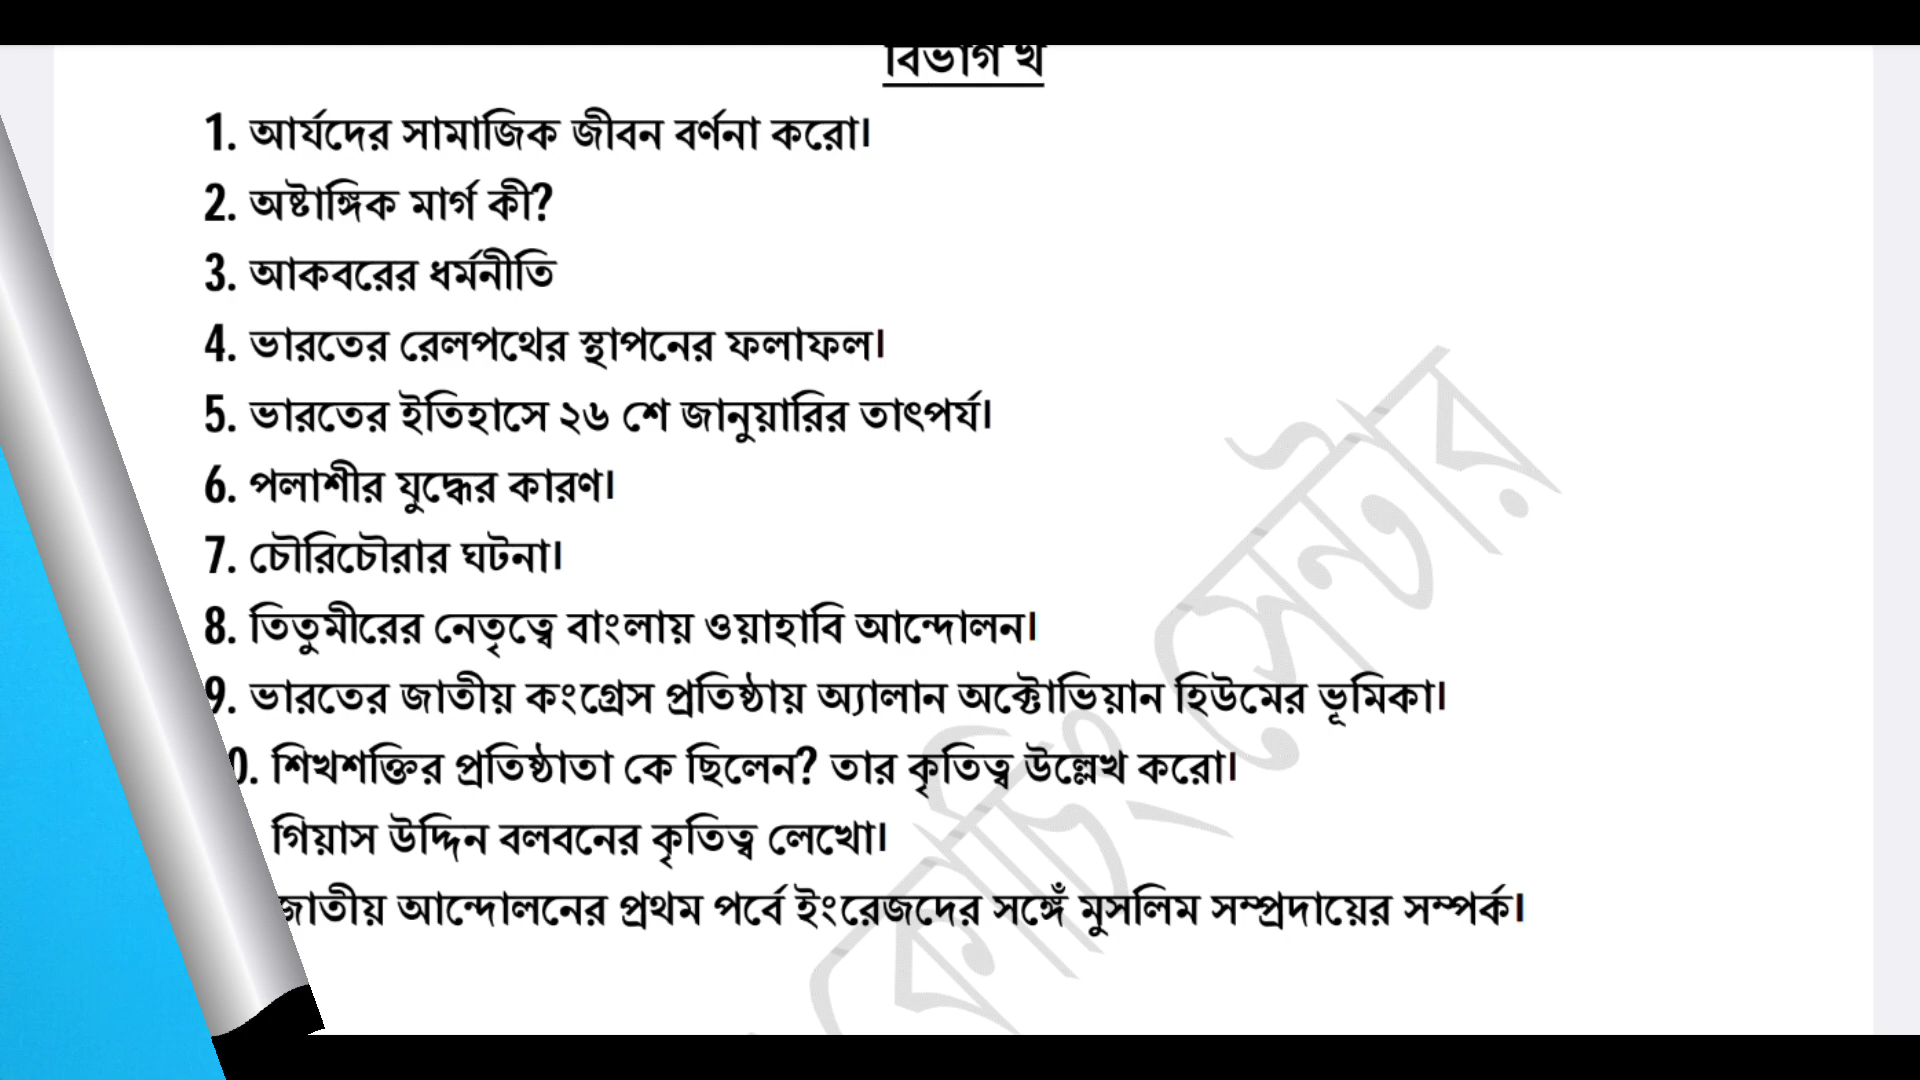 বিভাগ খ
1. আর্যদের সামাজিক জীবন বর্ণনা করো।
2. অষ্টাঙ্গিক মার্গ কী?
3. আকবরের ধর্মনীতি
4. ভারতের রেলপথের স্থাপনের ফলাফল।
5. ভারতের ইতিহাসে ২৬ শে জানুয়ারির তাৎপর্য।
6. পলাশীর যুদ্ধের কারণ।
7. চৌরিচৌরার ঘটনা।
8. তিতুমীরের নেতৃত্বে বাংলায় ওয়াহাবি আন্দোলন।
9. ভারতের জাতীয় কংগ্রেস প্রতিষ্ঠায় অ্যালান অক্টোভিয়ান হিউমের ভূমিকা।
0. শিখশক্তির প্রতিষ্ঠাতা কে ছিলেন? তার কৃতিত্ব উল্লেখ করো।
গিয়াস উদ্দিন বলবনের কৃতিত্ব লেখো।
জাতীয় আন্দোলনের প্রথম পর্বে ইংরেজদের সঙ্গেঁ মুসলিম সম্প্রদায়ের সম্পর্ক।
কোচিং সেন্টার